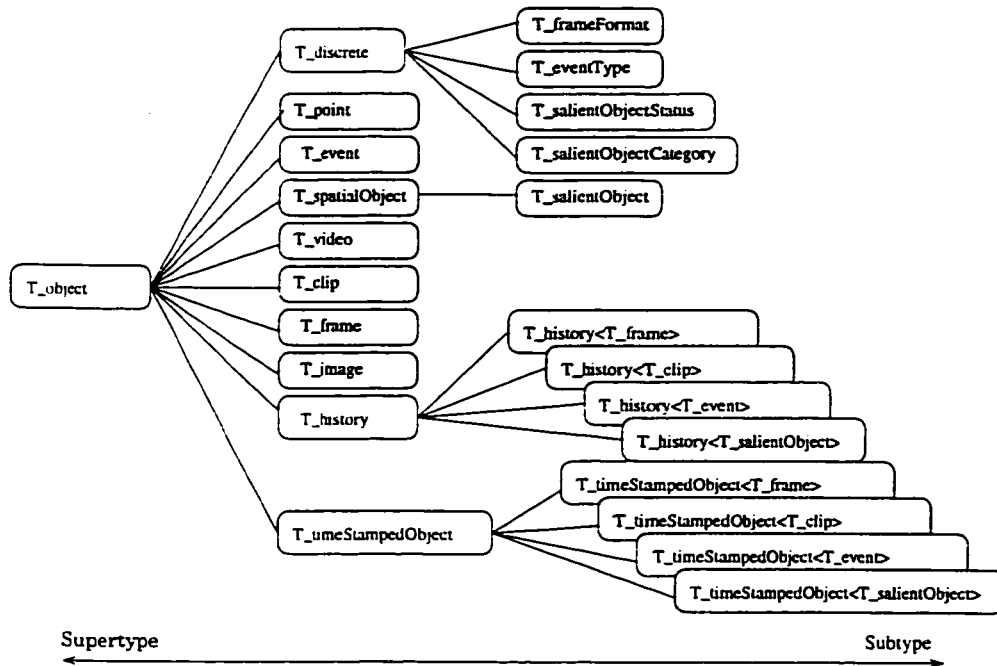 T_frameFormat
T_discrete
T_eventType
T_point
T_salientObjectStatus
T_event
T_salientObjectCategory
T_spatialObject
T_salientObject
T_video
T_object
T_clip
T_frame
T_history<T_frame>
T_image
T_history<T_clip>
T_history
T_history<T_event>
T_history<T_salientObject>
T_timeStampedObject<T_frame>
T_umeStampedObject
T_timeStampedObject<T_clip>
T_timeStampedObject<T_event>
T_timeStampedObject<T_salientObject>
Supertype
Subtype